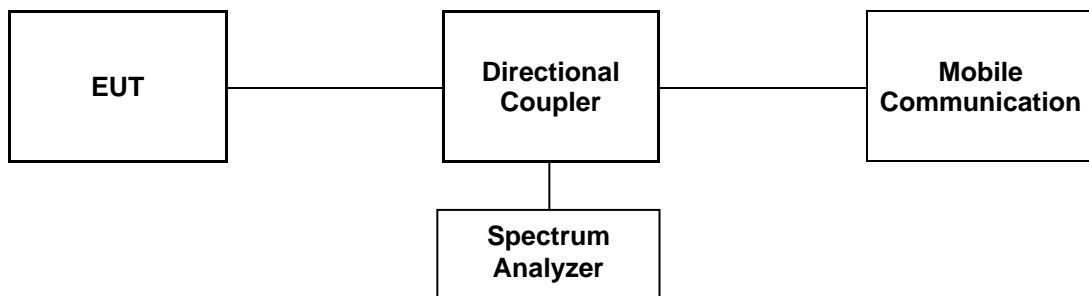 EUT
Directional
Coupler
Mobile
Communication
Spectrum
Analyzer